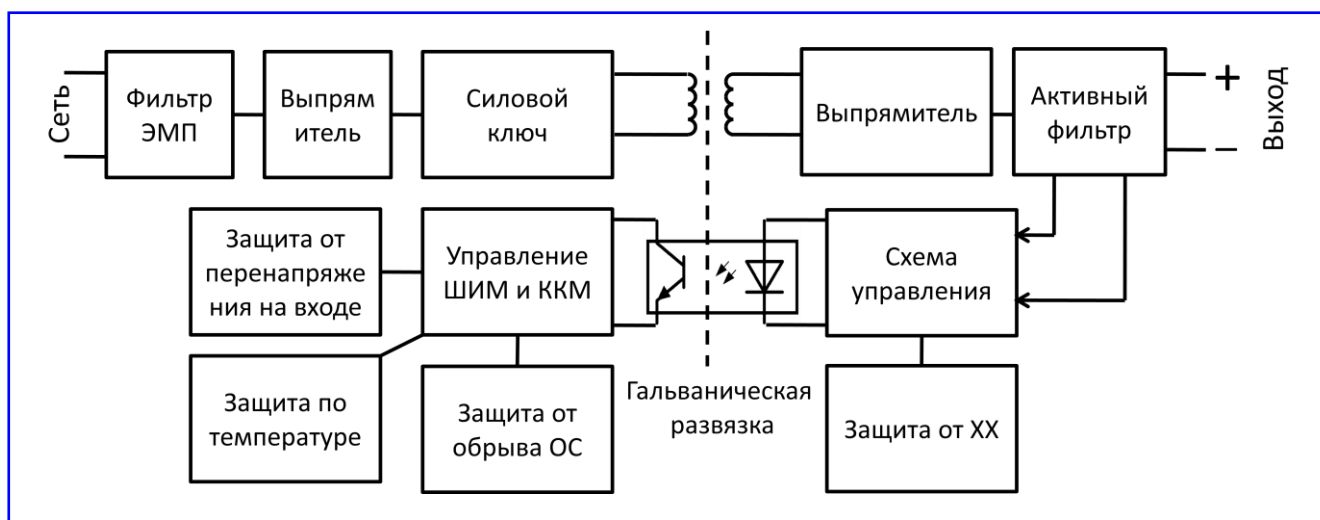 Сеть
Фильтр
ЭМП
Выпрям
итель
Силовой
ключ
Выпрямитель
Активный
фильтр
+
–
Выход
Защита от
перенапряже
ния на входе
Управление
ШИМ и ККМ
Схема
управления
Защита по
температуре
Защита от
обрыва ОС
Гальваническая
развязка
Защита от ХХ